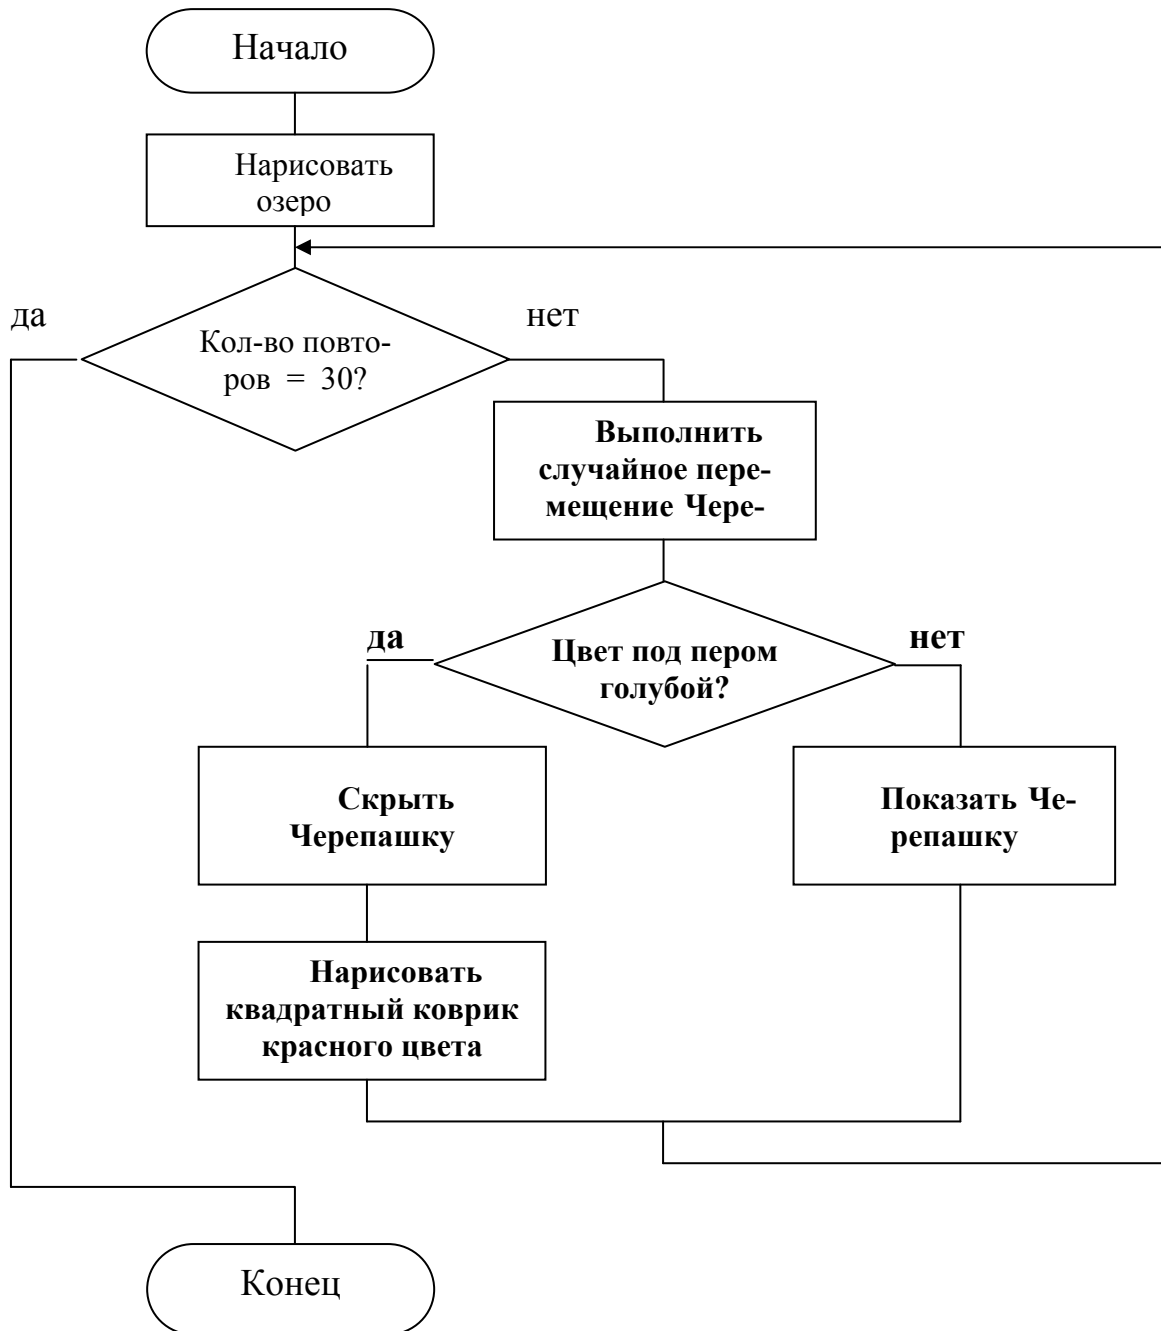 Начало
Нарисовать
озеро
да
нет
Кол-во повто-
ров = 30?
Выполнить
случайное пере-
мещение Чере-
да
нет
Цвет под пером
голубой?
Скрыть
Черепашку
Показать Че-
репашку
Нарисовать
квадратный коврик
красного цвета
Конец